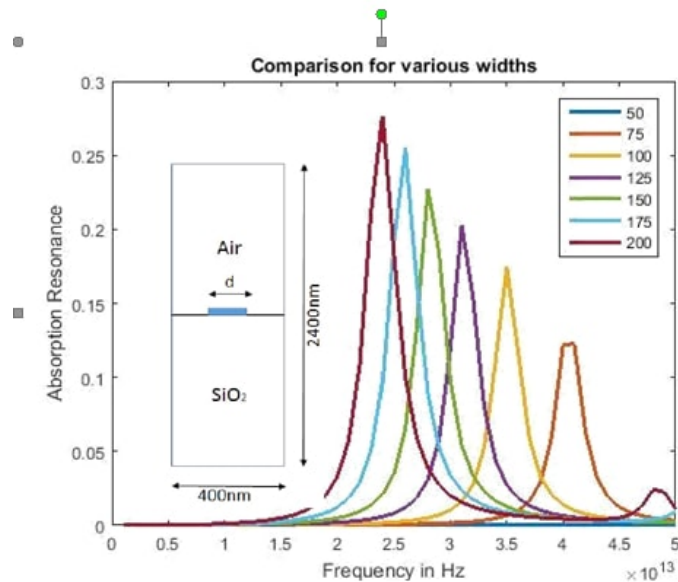 Comparison for various widths
0.3
0.25
0.2
0.15
0.1
0.05
0
Absorption Resonance
50
75
100
125
150
175
200
Air
d
SiO2
2400nm
400nm
0 0.5 1 1.5 2 2.5 3 3.5 4 4.5 5
Frequency in Hz
×10^13